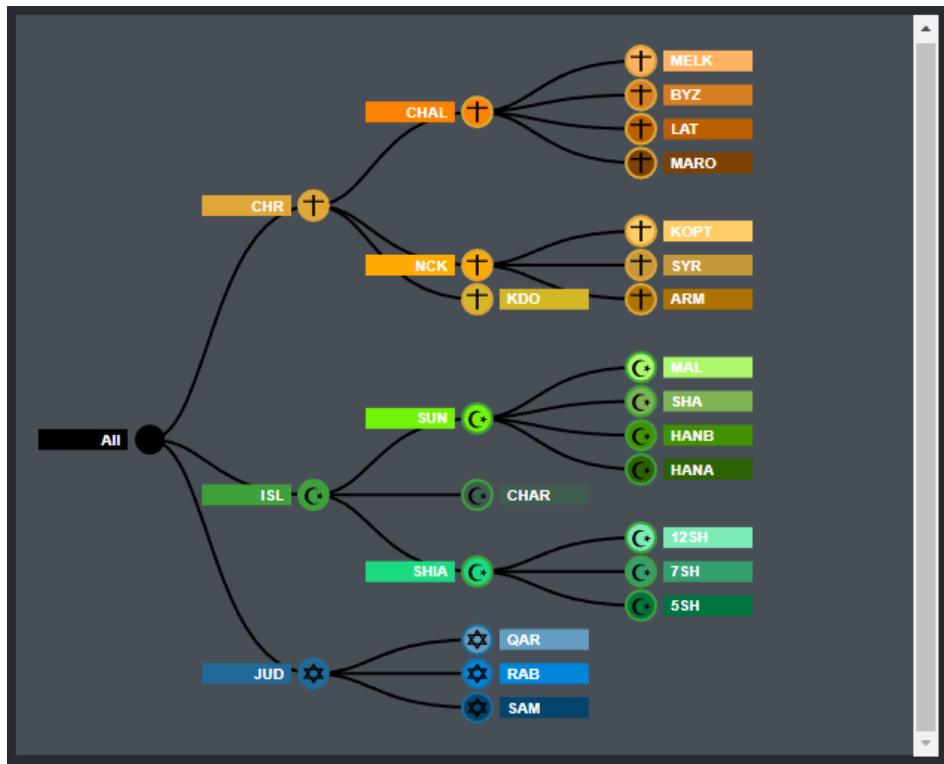 MELK
BYZ
CHAL
LAT
MARO
CHR
KOPT
NCK
SYR
KDO
ARM
MAL
SHA
SUN
HANB
All
HANA
ISL
CHAR
12SH
SHIA
7SH
5SH
QAR
JUD
RAB
SAM